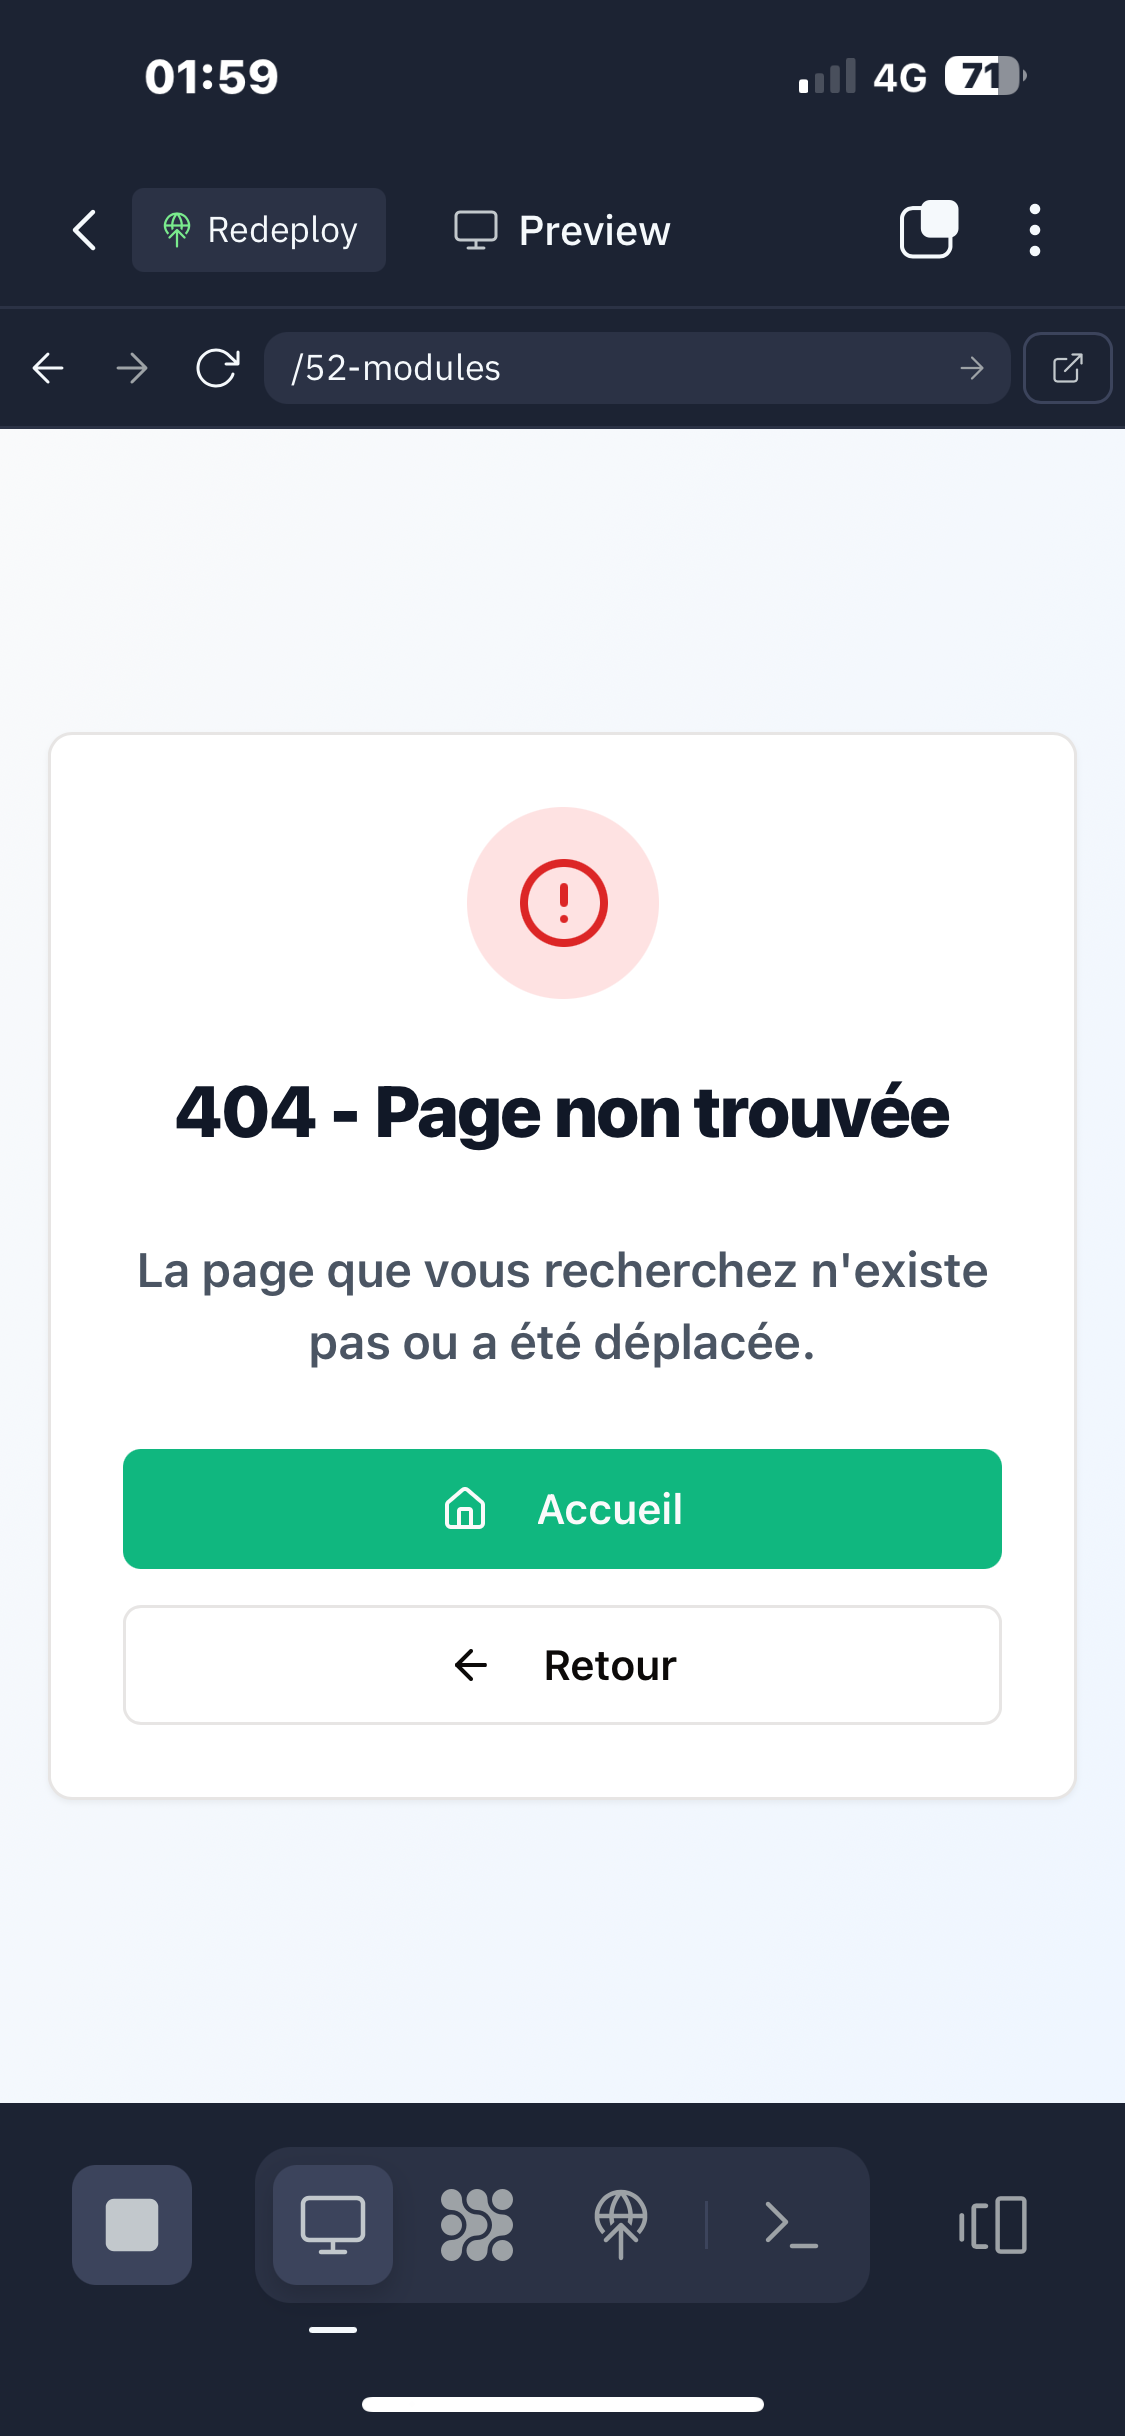 01:59 4G 71
Redeploy Preview
/52-modules
404 - Page non trouvée
La page que vous recherchez n'existe
pas ou a été déplacée.
Accueil
Retour